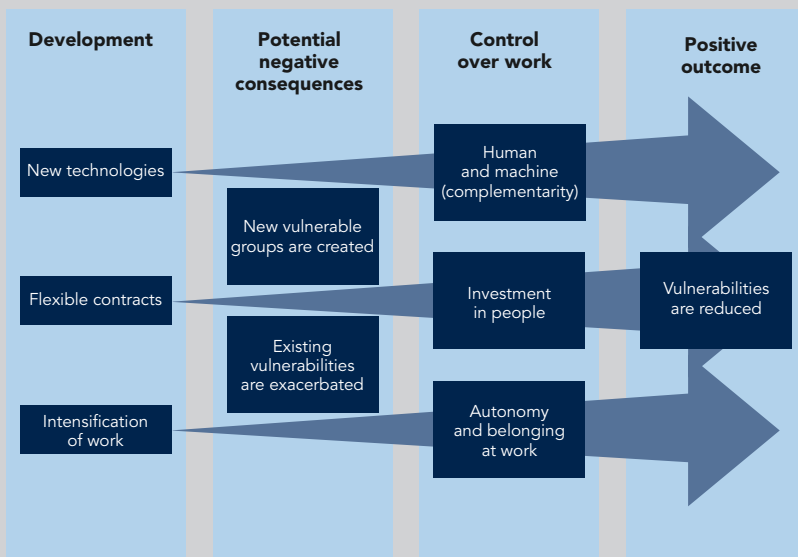 Development
Potential
negative
consequences
Control
over work
Positive
outcome
New technologies
Human
and machine
(complementarity)
New vulnerable
groups are created
Flexible contracts
Investment
in people
Vulnerabilities
are reduced
Existing
vulnerabilities
are exacerbated
Intensification
of work
Autonomy
and belonging
at work